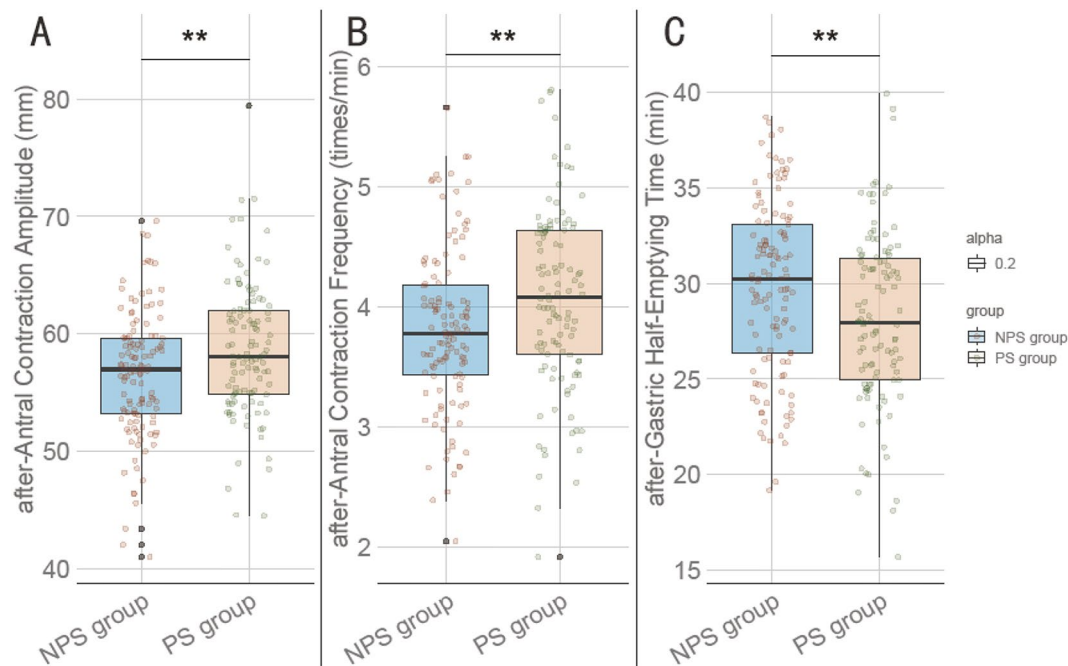 A
**
after-Antral Contraction Amplitude (mm)
80
70
60
50
40
NPS group
PS group
B
**
after-Antral Contraction Frequency (times/min)
6
5
4
3
2
NPS group
PS group
C
**
after-Gastric Half-Emptying Time (min)
40
35
30
25
20
15
NPS group
PS group
alpha
0.2
group
NPS group
PS group